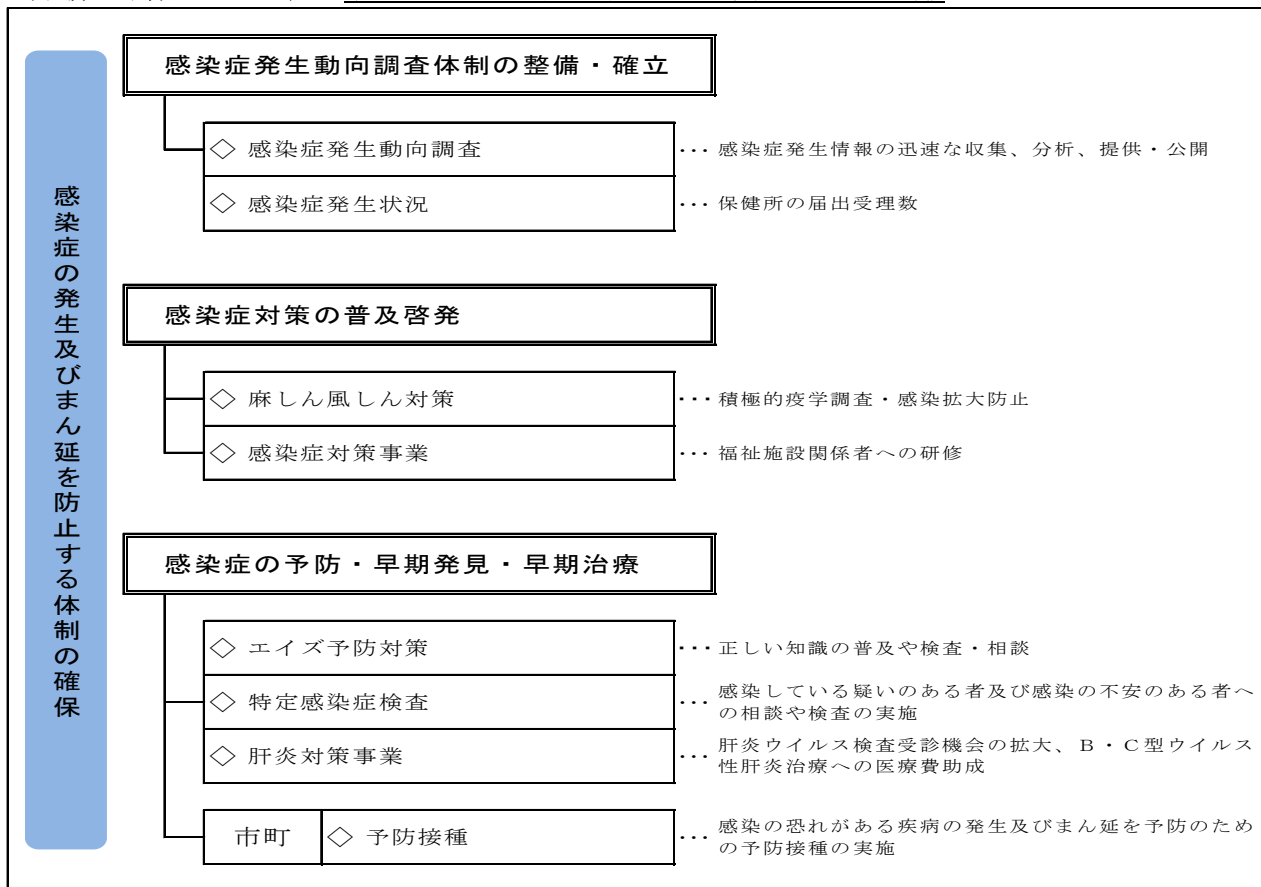 感染症の発生及びまん延を防止する体制の確保
感染症発生動向調査体制の整備・確立
◇ 感染症発生動向調査
･･･ 感染症発生情報の迅速な収集、分析、提供・公開
◇ 感染症発生状況
･･･ 保健所の届出受理数
感染症対策の普及啓発
◇ 麻しん風しん対策
･･･ 積極的疫学調査・感染拡大防止
◇ 感染症対策事業
･･･ 福祉施設関係者への研修
感染症の予防・早期発見・早期治療
◇ エイズ予防対策
･･･ 正しい知識の普及や検査・相談
◇ 特定感染症検査
･･･ 感染している疑いのある者及び感染の不安のある者へ
の相談や検査の実施
◇ 肝炎対策事業
･･･ 肝炎ウイルス検査受診機会の拡大、Ｂ・Ｃ型ウイルス
性肝炎治療への医療費助成
市町 ◇ 予防接種
･･･ 感染の恐れがある疾病の発生及びまん延を予防のため
の予防接種の実施